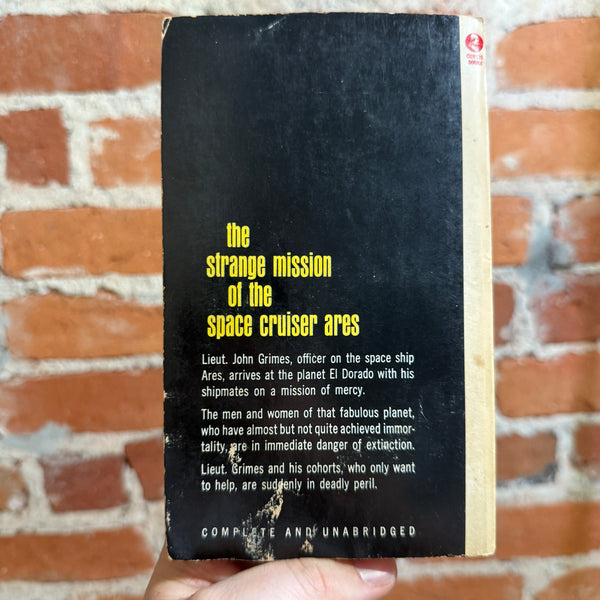 the
strange mission
of the
space cruiser ares
Lieut. John Grimes, officer on the space ship
Ares, arrives at the planet El Dorado with his
shipmates on a mission of mercy.
The men and women of that fabulous planet,
who have almost but not quite achieved immor-
tality, are in immediate danger of extinction.
Lieut. Grimes and his cohorts, who only want
to help, are suddenly in deadly peril.
COMPLETE AND UNABRIDGED